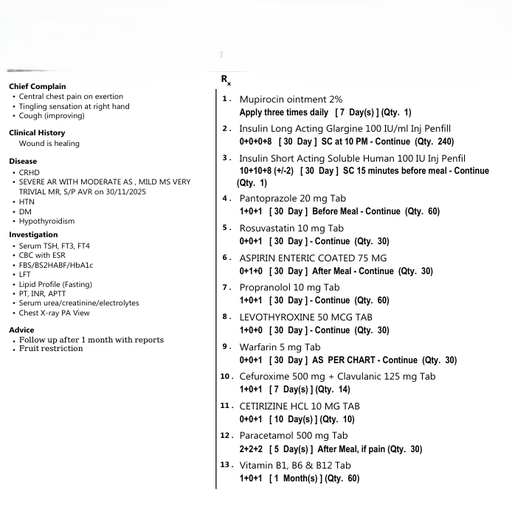 Chief Complain
• Central chest pain on exertion
• Tingling sensation at right hand
• Cough (improving)
Clinical History
Wound is healing
Disease
• CRHD
• SEVERE AR WITH MODERATE AS , MILD MS VERY
TRIVIAL MR, S/P AVR on 30/11/2025
• HTN
• DM
• Hypothyroidism
Investigation
• Serum TSH, FT3, FT4
• CBC with ESR
• FBS/BS2HABF/HbA1c
• LFT
• Lipid Profile (Fasting)
• PT, INR, APTT
• Serum urea/creatinine/electrolytes
• Chest X-ray PA View
Advice
• Follow up after 1 month with reports
• Fruit restriction
Rx
1 . Mupirocin ointment 2%
Apply three times daily [ 7 Day(s) ] (Qty. 1)
2 . Insulin Long Acting Glargine 100 IU/ml Inj Penfill
0+0+0+8 [ 30 Day ] SC at 10 PM - Continue (Qty. 240)
3 . Insulin Short Acting Soluble Human 100 IU Inj Penfil
10+10+8 (+/-2) [ 30 Day ] SC 15 minutes before meal - Continue
(Qty. 1)
4 . Pantoprazole 20 mg Tab
1+0+1 [ 30 Day ] Before Meal - Continue (Qty. 60)
5 . Rosuvastatin 10 mg Tab
0+0+1 [ 30 Day ] - Continue (Qty. 30)
6 . ASPIRIN ENTERIC COATED 75 MG
0+1+0 [ 30 Day ] After Meal - Continue (Qty. 30)
7 . Propranolol 10 mg Tab
1+0+1 [ 30 Day ] - Continue (Qty. 60)
8 . LEVOTHYROXINE 50 MCG TAB
1+0+0 [ 30 Day ] - Continue (Qty. 30)
9 . Warfarin 5 mg Tab
0+0+1 [ 30 Day ] AS PER CHART - Continue (Qty. 30)
10 . Cefuroxime 500 mg + Clavulanic 125 mg Tab
1+0+1 [ 7 Day(s) ] (Qty. 14)
11 . CETIRIZINE HCL 10 MG TAB
0+0+1 [ 10 Day(s) ] (Qty. 10)
12 . Paracetamol 500 mg Tab
2+2+2 [ 5 Day(s) ] After Meal, if pain (Qty. 30)
13 . Vitamin B1, B6 & B12 Tab
1+0+1 [ 1 Month(s) ] (Qty. 60)